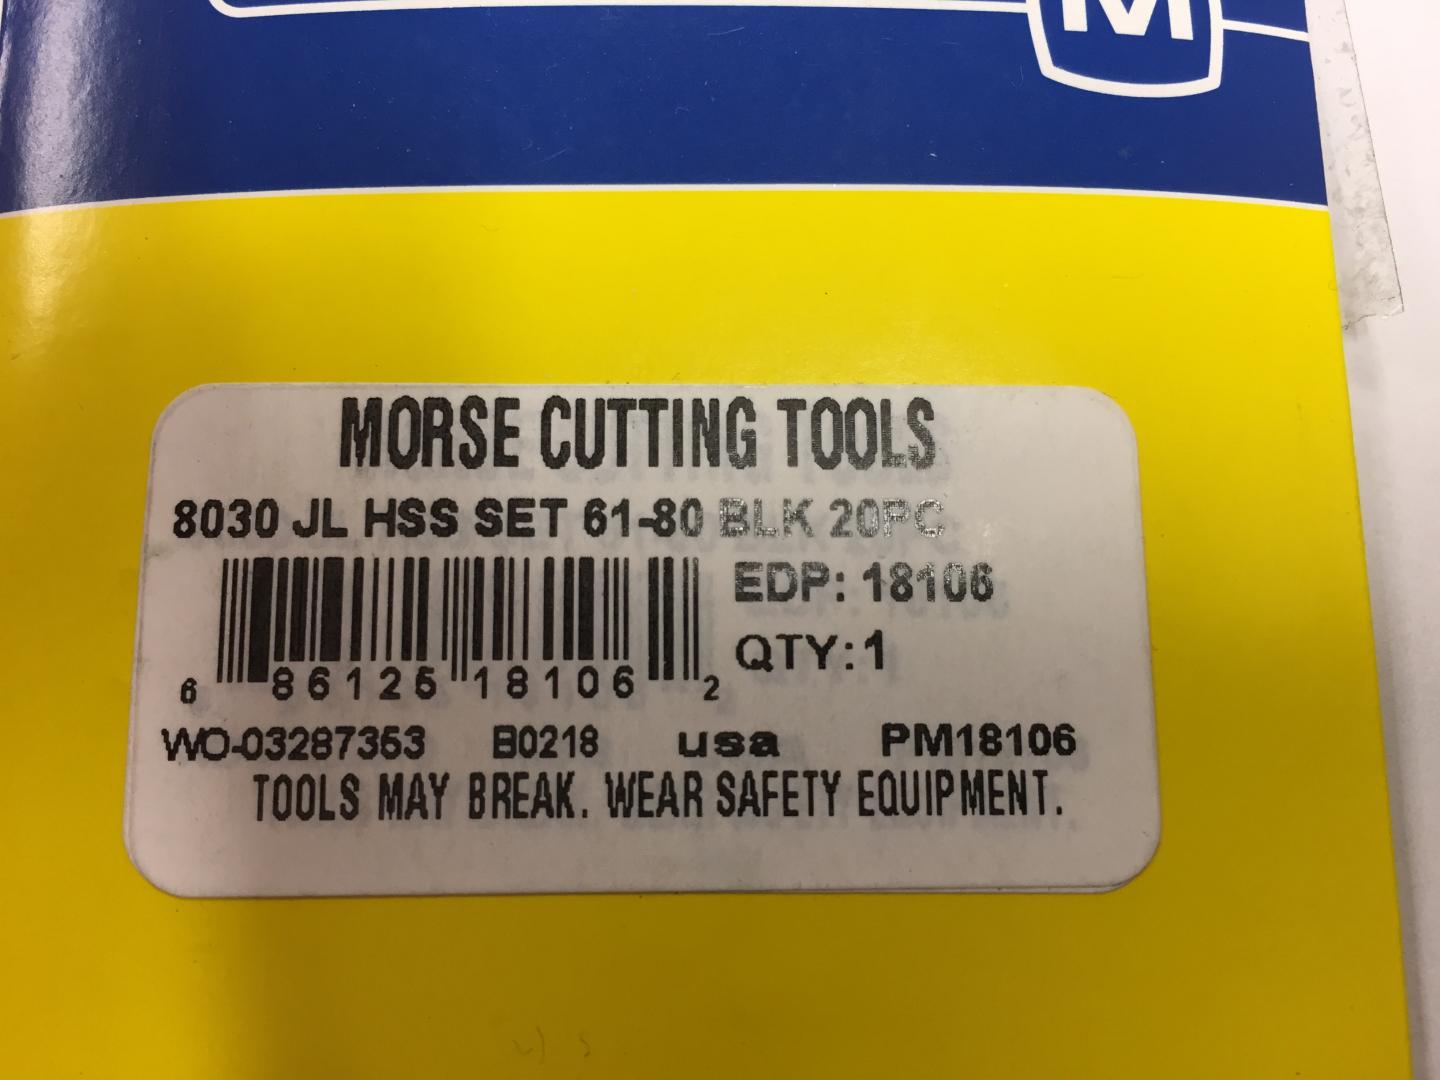 M
MORSE CUTTING TOOLS
8030 JL HSS SET 61-80 BLK 20PC
EDP: 18106
QTY: 1
6 86125 18106 2
WO-03287353 B0218 usa PM18106
TOOLS MAY BREAK. WEAR SAFETY EQUIPMENT.